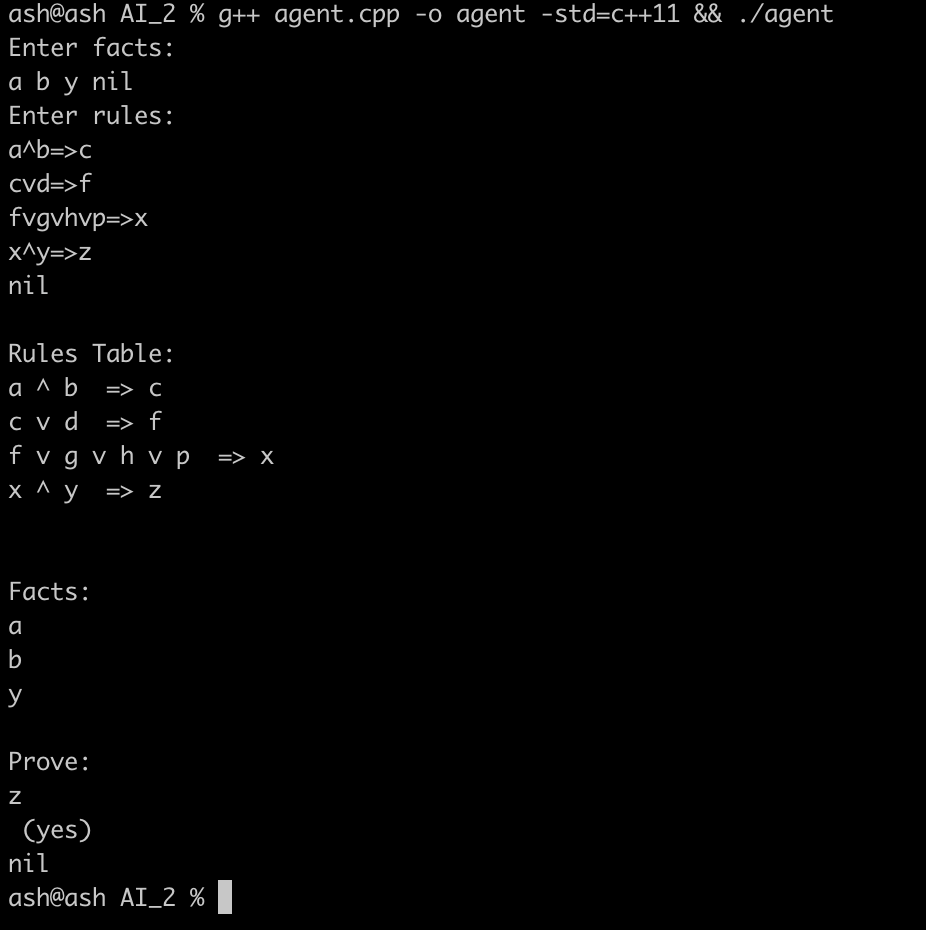 ash@ash AI_2 % g++ agent.cpp -o agent -std=c++11 && ./agent
Enter facts:
a b y nil
Enter rules:
a^b=>c
cvd=>f
fvgvhvp=>x
x^y=>z
nil
Rules Table:
a ^ b  => c
c v d  => f
f v g v h v p  => x
x ^ y  => z
Facts:
a
b
y
Prove:
z
 (yes)
nil
ash@ash AI_2 %